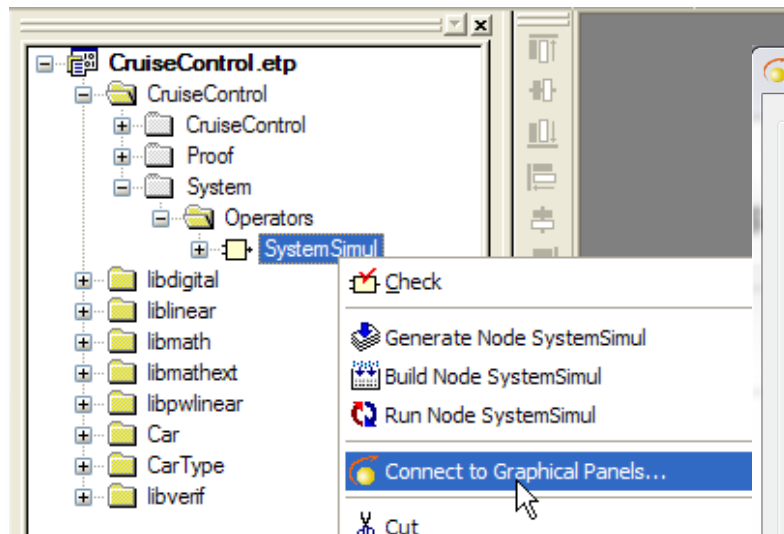 CruiseControl.etp
CruiseControl
CruiseControl
Proof
System
Operators
SystemSimul
libdigital
liblinear
libmath
libmathext
libpwlinear
Car
CarType
libverif
Check
Generate Node SystemSimul
Build Node SystemSimul
Run Node SystemSimul
Connect to Graphical Panels...
Cut